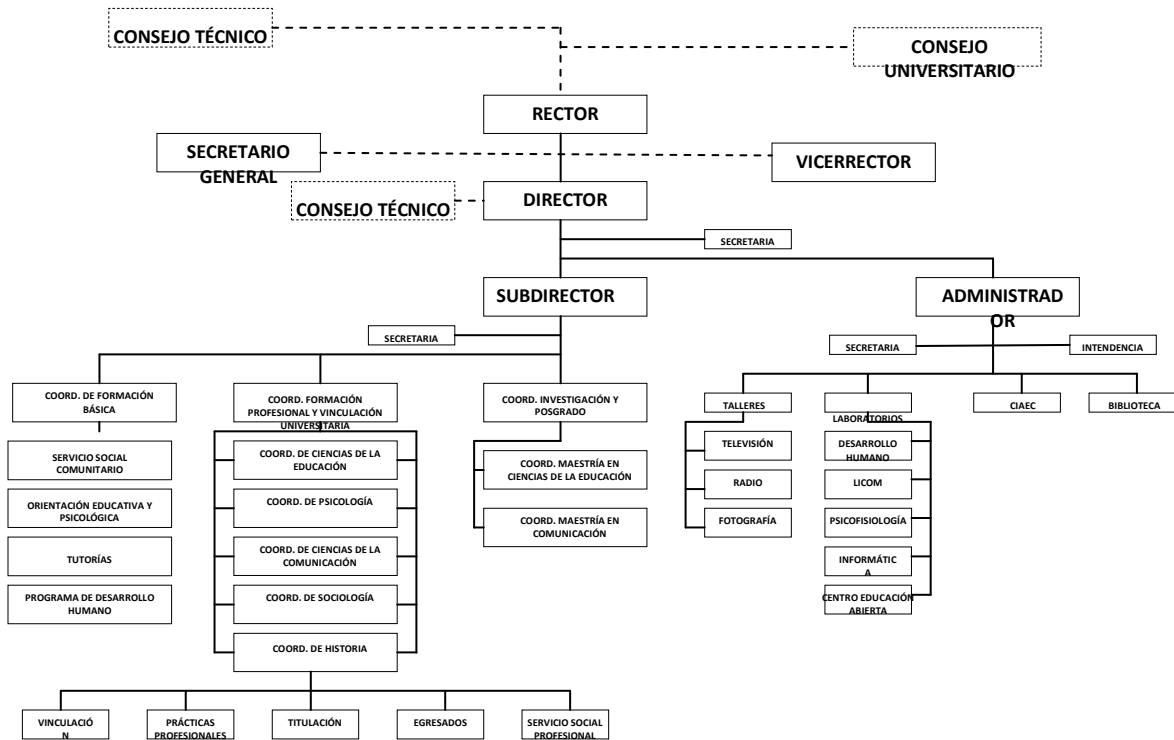 CONSEJO TÉCNICO
CONSEJO
UNIVERSITARIO
RECTOR
SECRETARIO
GENERAL
VICERRECTOR
CONSEJO TÉCNICO
DIRECTOR
SECRETARIA
SUBDIRECTOR
ADMINISTRAD
OR
SECRETARIA
SECRETARIA
INTENDENCIA
COORD. DE FORMACIÓN
BÁSICA
COORD. FORMACIÓN
PROFESIONAL Y VINCULACIÓN
UNIVERSITARIA
COORD. INVESTIGACIÓN Y
POSGRADO
TALLERES
LABORATORIOS
CIAEC
BIBLIOTECA
SERVICIO SOCIAL
COMUNITARIO
ORIENTACIÓN EDUCATIVA Y
PSICOLÓGICA
TUTORÍAS
PROGRAMA DE DESARROLLO
HUMANO
COORD. DE CIENCIAS DE LA
EDUCACIÓN
COORD. DE PSICOLOGÍA
COORD. DE CIENCIAS DE LA
COMUNICACIÓN
COORD. DE SOCIOLOGÍA
COORD. DE HISTORIA
COORD. MAESTRÍA EN
CIENCIAS DE LA EDUCACIÓN
COORD. MAESTRÍA EN
COMUNICACIÓN
TELEVISIÓN
RADIO
FOTOGRAFÍA
DESARROLLO
HUMANO
LICOM
PSICOFISIOLOGÍA
INFORMÁTIC
A
CENTRO EDUCACIÓN
ABIERTA
VINCULACIÓ
N
PRÁCTICAS
PROFESIONALES
TITULACIÓN
EGRESADOS
SERVICIO SOCIAL
PROFESIONAL